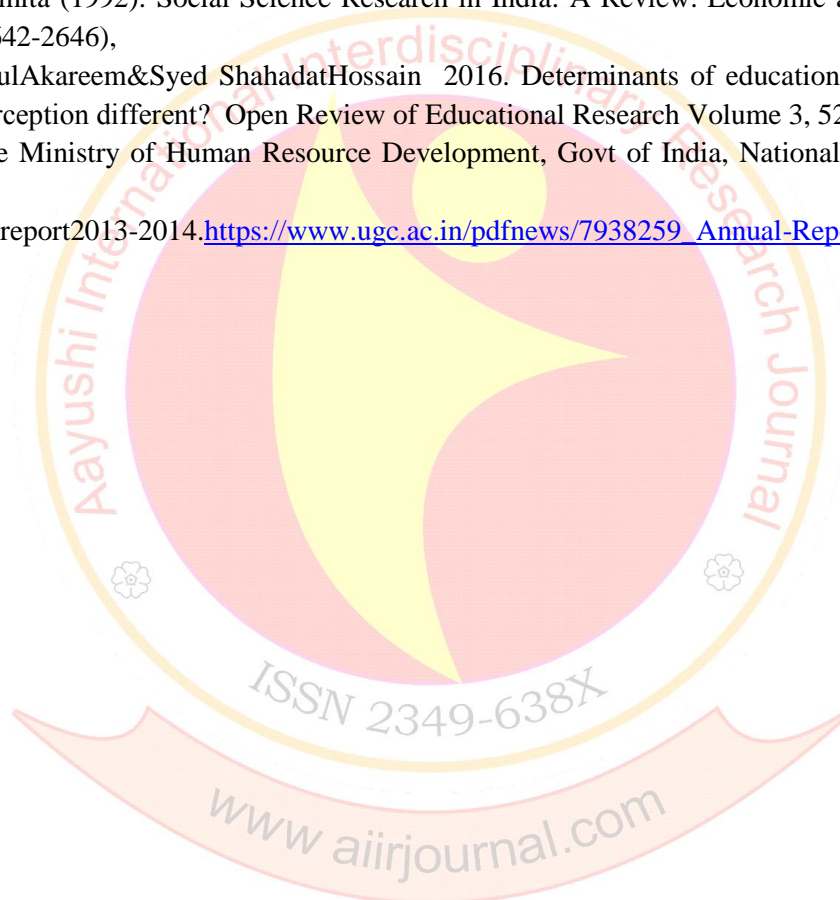 (1992). Social Science Research in India: A Review. Economic
642-2646),
ulAkareem&Syed ShahadatHossain 2016. Determinants of education
rception different? Open Review of Educational Research Volume 3, 52
e Ministry of Human Resource Development, Govt of India, National
report2013-2014.https://www.ugc.ac.in/pdfnews/7938259_Annual-Rep
Aayushi International Interdisciplinary Research Journal
ISSN 2349-638X
www aiirjournal.com